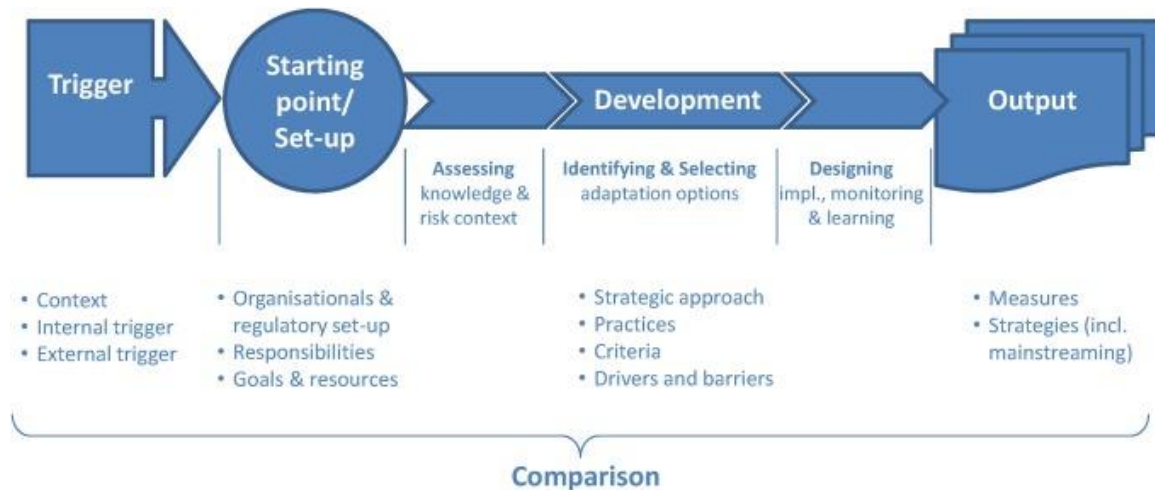 Trigger
Starting
point/
Set-up
Development
Output
Assessing
knowledge &
risk context
Identifying & Selecting
adaptation options
Designing
impl., monitoring
& learning
• Context
• Internal trigger
• External trigger
• Organisationals &
regulatory set-up
• Responsibilities
• Goals & resources
• Strategic approach
• Practices
• Criteria
• Drivers and barriers
• Measures
• Strategies (incl.
mainstreaming)
Comparison